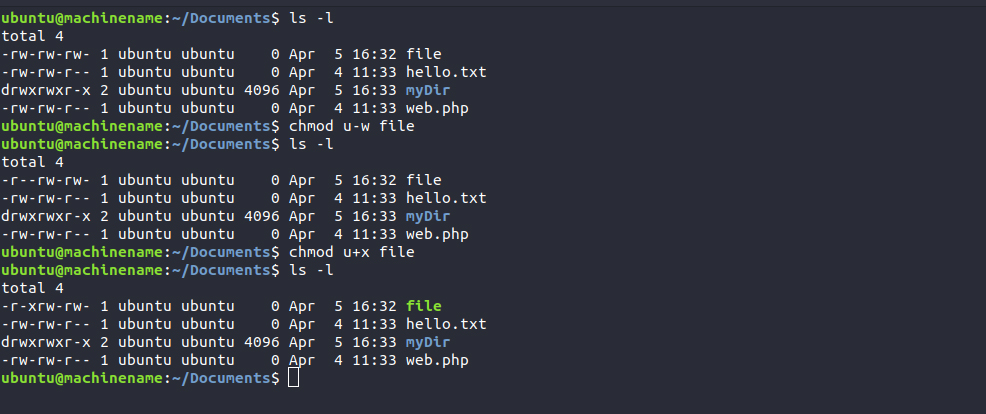 ubuntu@machinename:~/Documents$ ls -l
total 4
-rw-rw-rw- 1 ubuntu ubuntu    0 Apr  5 16:32 file
-rw-rw-r-- 1 ubuntu ubuntu    0 Apr  4 11:33 hello.txt
drwxrwxr-x 2 ubuntu ubuntu 4096 Apr  5 16:33 myDir
-rw-rw-r-- 1 ubuntu ubuntu    0 Apr  4 11:33 web.php
ubuntu@machinename:~/Documents$ chmod u-w file
ubuntu@machinename:~/Documents$ ls -l
total 4
-r--rw-rw- 1 ubuntu ubuntu    0 Apr  5 16:32 file
-rw-rw-r-- 1 ubuntu ubuntu    0 Apr  4 11:33 hello.txt
drwxrwxr-x 2 ubuntu ubuntu 4096 Apr  5 16:33 myDir
-rw-rw-r-- 1 ubuntu ubuntu    0 Apr  4 11:33 web.php
ubuntu@machinename:~/Documents$ chmod u+x file
ubuntu@machinename:~/Documents$ ls -l
total 4
-r-xrw-rw- 1 ubuntu ubuntu    0 Apr  5 16:32 file
-rw-rw-r-- 1 ubuntu ubuntu    0 Apr  4 11:33 hello.txt
drwxrwxr-x 2 ubuntu ubuntu 4096 Apr  5 16:33 myDir
-rw-rw-r-- 1 ubuntu ubuntu    0 Apr  4 11:33 web.php
ubuntu@machinename:~/Documents$